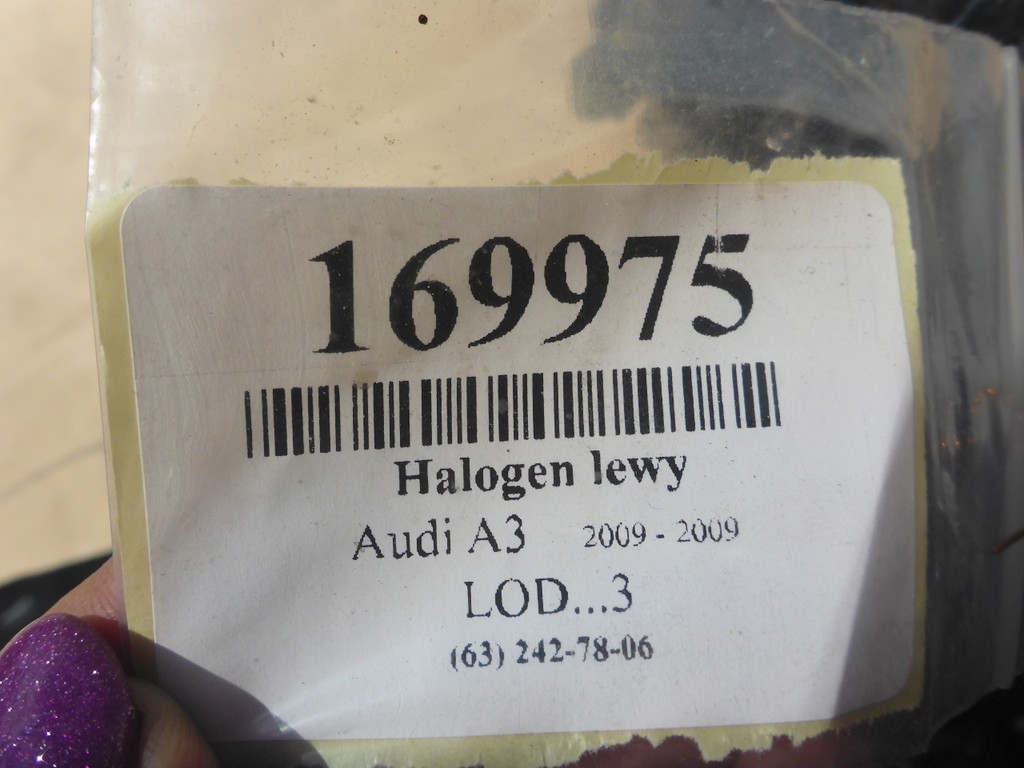 169975
Halogen lewy
Audi A3 2009 - 2009
LOD...3
(63) 242-78-06